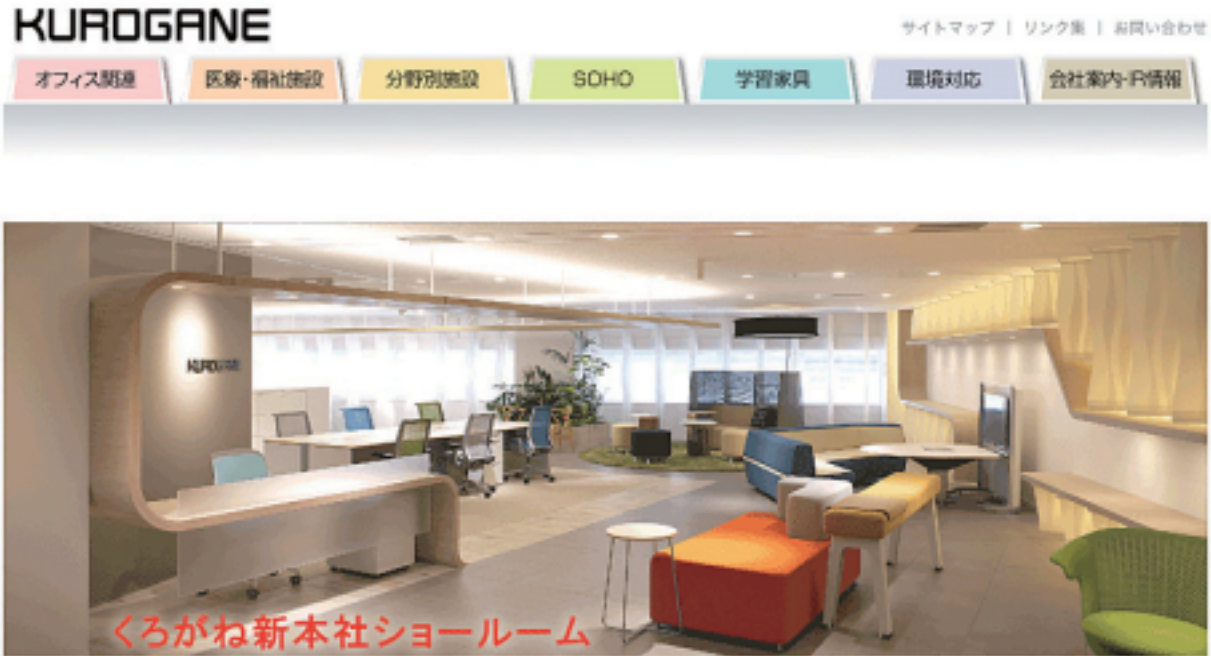 KUROGANE
サイトマップ | リンク集 | お問い合わせ
オフィス関連 医療・福祉施設 分野別施設 SOHO 学習家具 環境対応 会社案内・IR情報
KUROGANE
くろがね新本社ショールーム